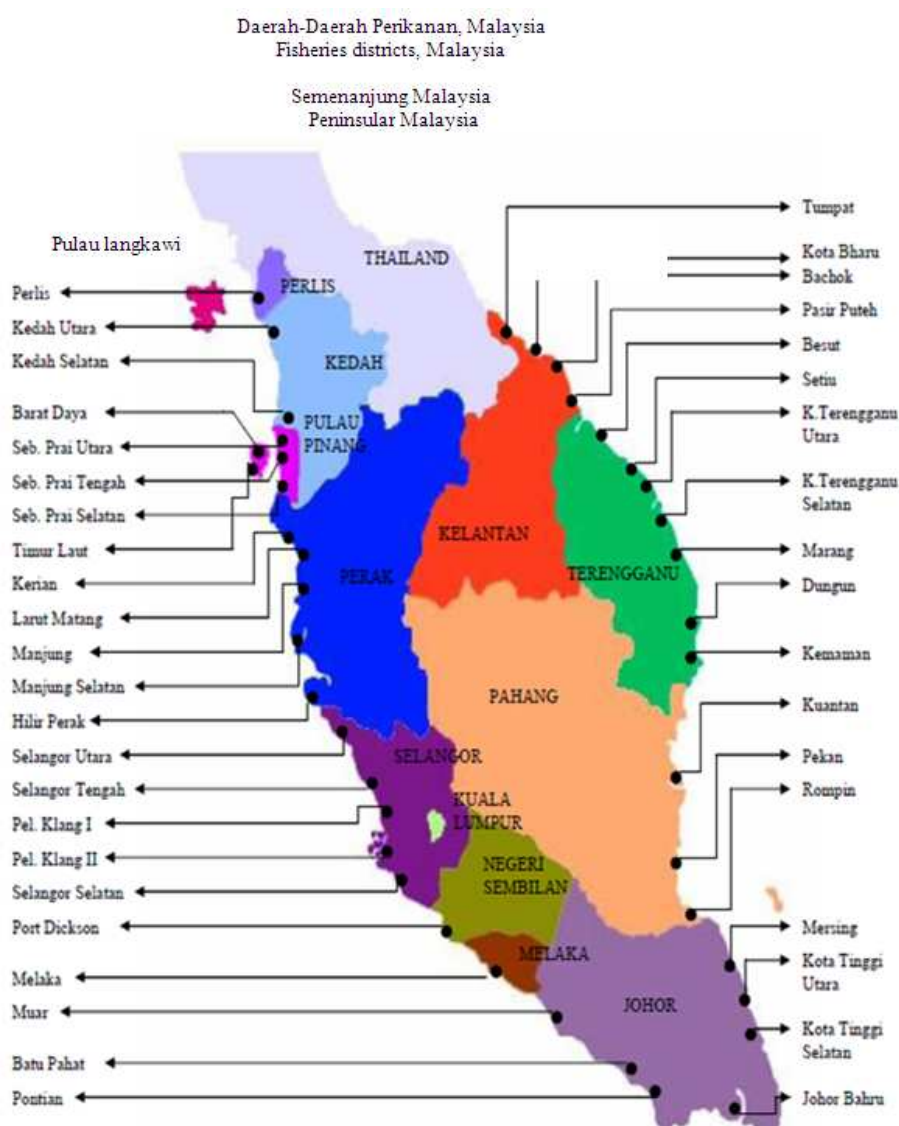 Daerah-Daerah Perikanan, Malaysia
Fisheries districts, Malaysia
Semenanjung Malaysia
Peninsular Malaysia
Pulau langkawi
Perlis
Kedah Utara
Kedah Selatan
Barat Daya
Seb. Prai Utara
Seb. Prai Tengah
Seb. Prai Selatan
Timur Laut
Kerian
Larut Matang
Manjung
Manjung Selatan
Hilir Perak
Selangor Utara
Selangor Tengah
Pel. Klang I
Pel. Klang II
Selangor Selatan
Port Dickson
Melaka
Muar
Batu Pahat
Pontian
THAILAND
PERLIS
KEDAH
PULAU
PINANG
KELANTAN
PERAK
TERENGGANU
PAHANG
SELANGOR
KUALA
LUMPUR
NEGERI
SEMBILAN
MELAKA
JOHOR
Tumpat
Kota Bharu
Bachok
Pasir Puteh
Besut
Setiu
K.Terengganu
Utara
K.Terengganu
Selatan
Marang
Dungun
Kemaman
Kuantan
Pekan
Rompin
Mersing
Kota Tinggi
Utara
Kota Tinggi
Selatan
Johor Bahru